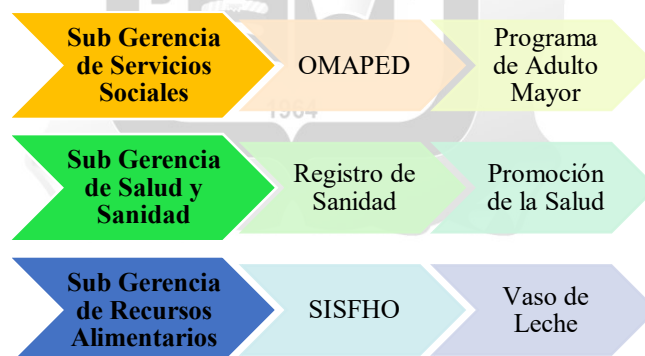 Sub Gerencia
de Servicios
Sociales
OMAPED
Programa
de Adulto
Mayor
1964
Sub Gerencia
de Salud y
Sanidad
Registro de
Sanidad
Promoción
de la Salud
Sub Gerencia
de Recursos
Alimentarios
SISFHO
Vaso de
Leche